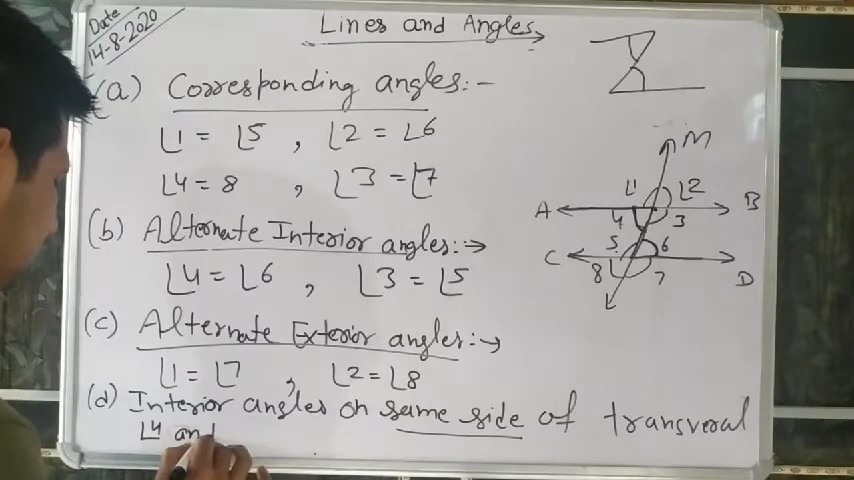 Date
14-8-2020
Lines and Angles
(a) Corresponding angles:-
∠1 = ∠5 , ∠2 = ∠6
∠4 = 8 , ∠3 = ∠7
(b) Alternate Interior angles:→
∠4 = ∠6 , ∠3 = ∠5
(c) Alternate Exterior angles:→
∠1 = ∠7 , ∠2 = ∠8
(d) Interior angles on same side of transveral
∠4 and
M
∠1 ∠2
A B
4 3
5 6
C D
8 7